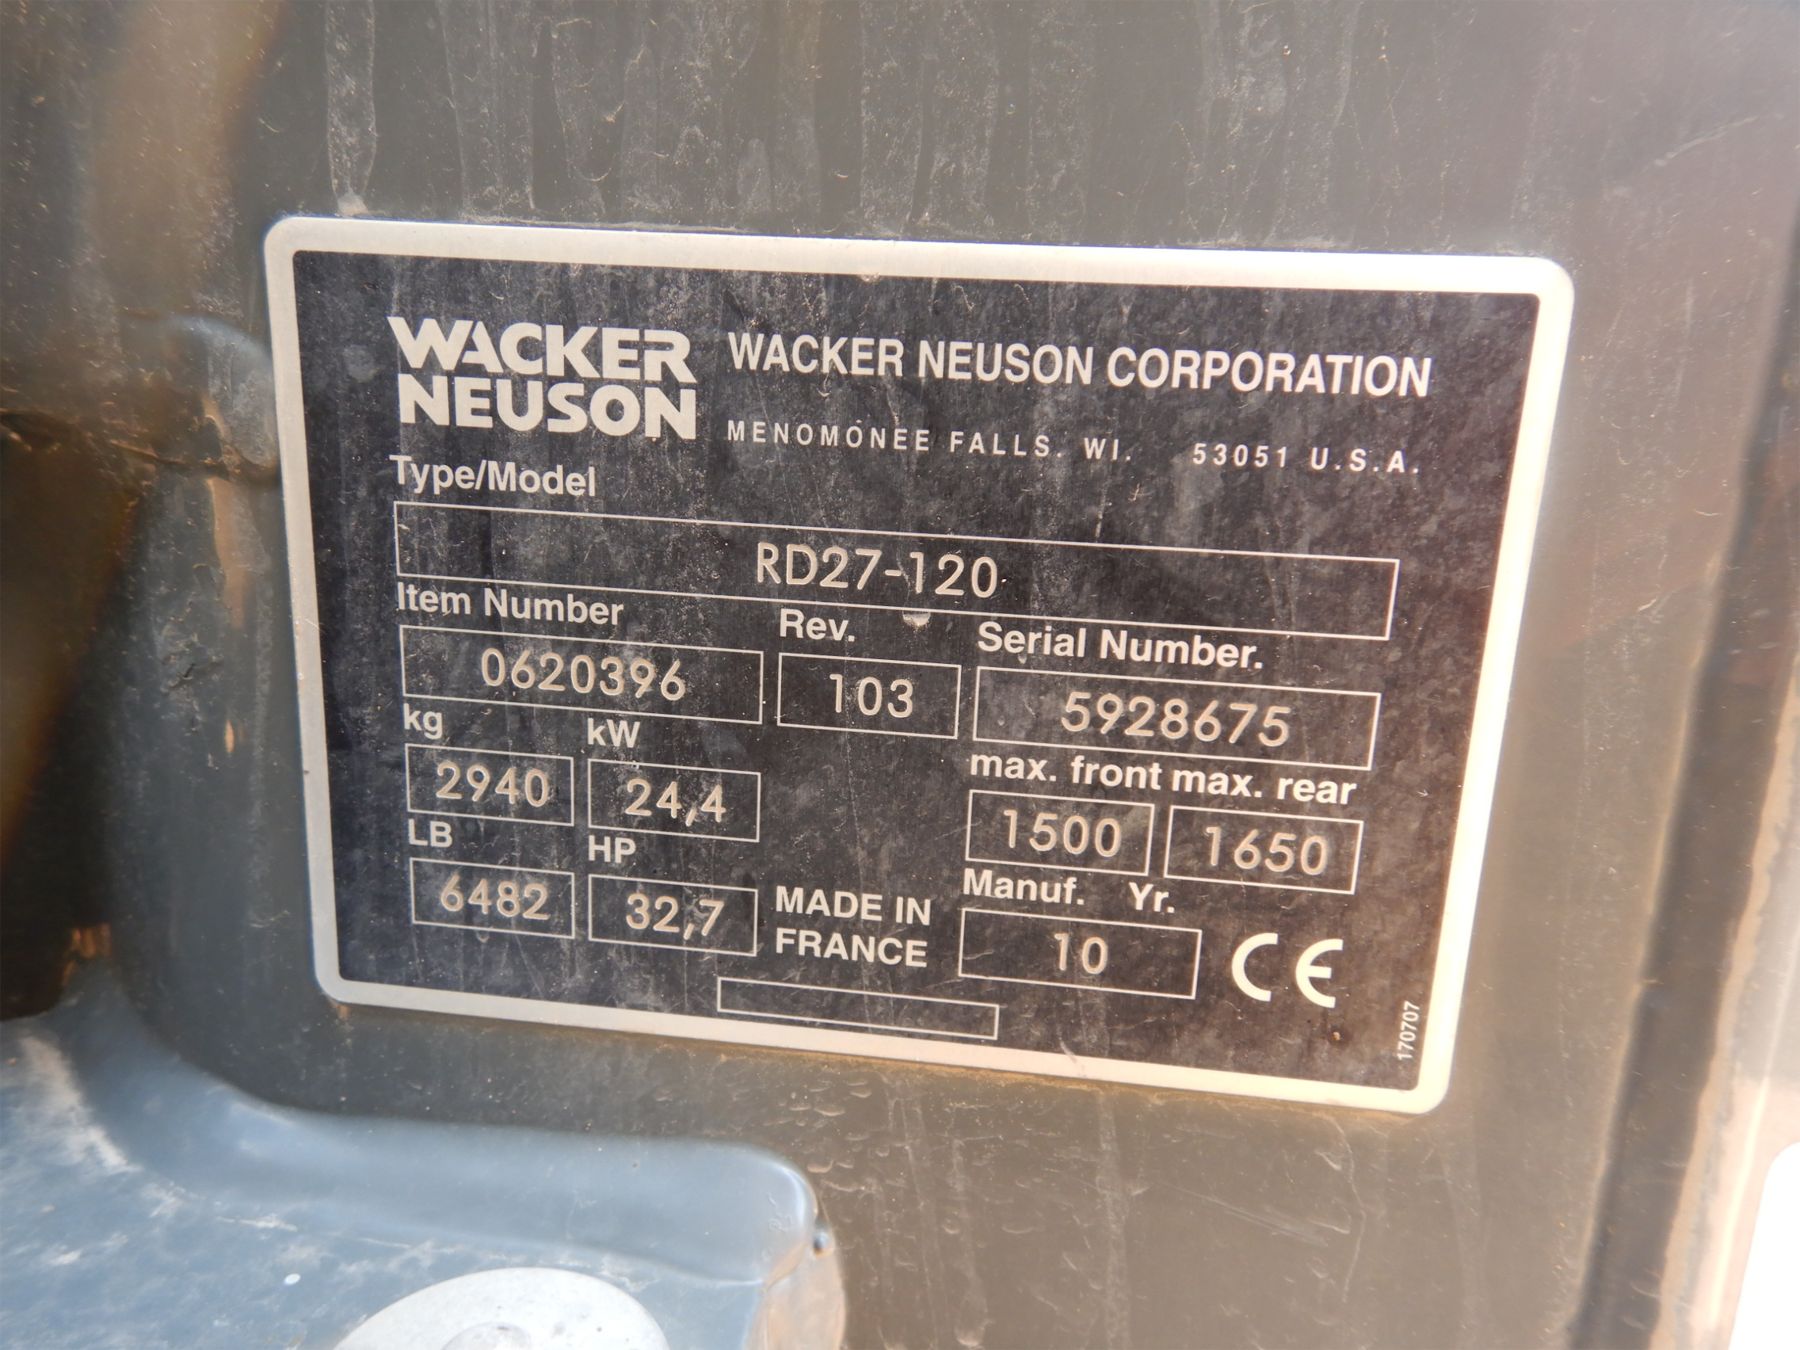 WACKER
NEUSON
WACKER NEUSON CORPORATION
MENOMONEE FALLS. WI. 53051 U.S.A.
Type/Model
RD27-120
Item Number Rev. Serial Number.
0620396 103 5928675
kg kW max. front max. rear
2940 24,4 1500 1650
LB HP Manuf. Yr.
6482 32,7 MADE IN
FRANCE
10 CE
170707